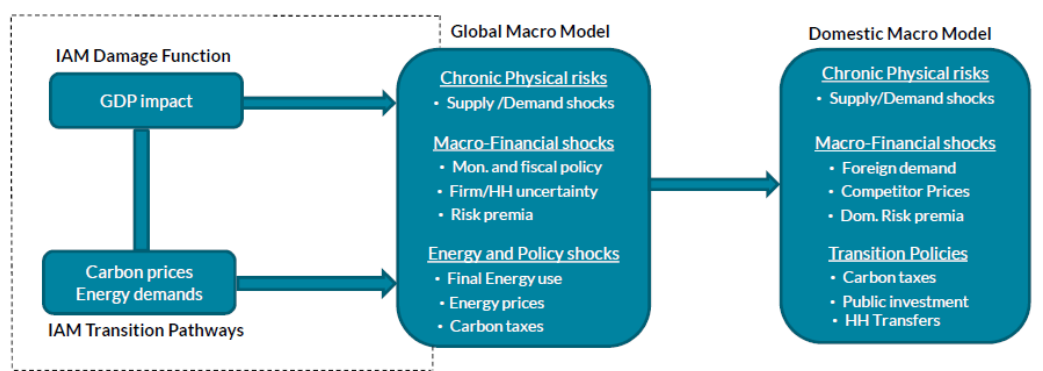 IAM Damage Function
GDP impact
Carbon prices
Energy demands
IAM Transition Pathways
Global Macro Model
Chronic Physical risks
• Supply /Demand shocks
Macro-Financial shocks
• Mon. and fiscal policy
• Firm/HH uncertainty
• Risk premia
Energy and Policy shocks
• Final Energy use
• Energy prices
• Carbon taxes
Domestic Macro Model
Chronic Physical risks
• Supply/Demand shocks
Macro-Financial shocks
• Foreign demand
• Competitor Prices
• Dom. Risk premia
Transition Policies
• Carbon taxes
• Public investment
• HH Transfers